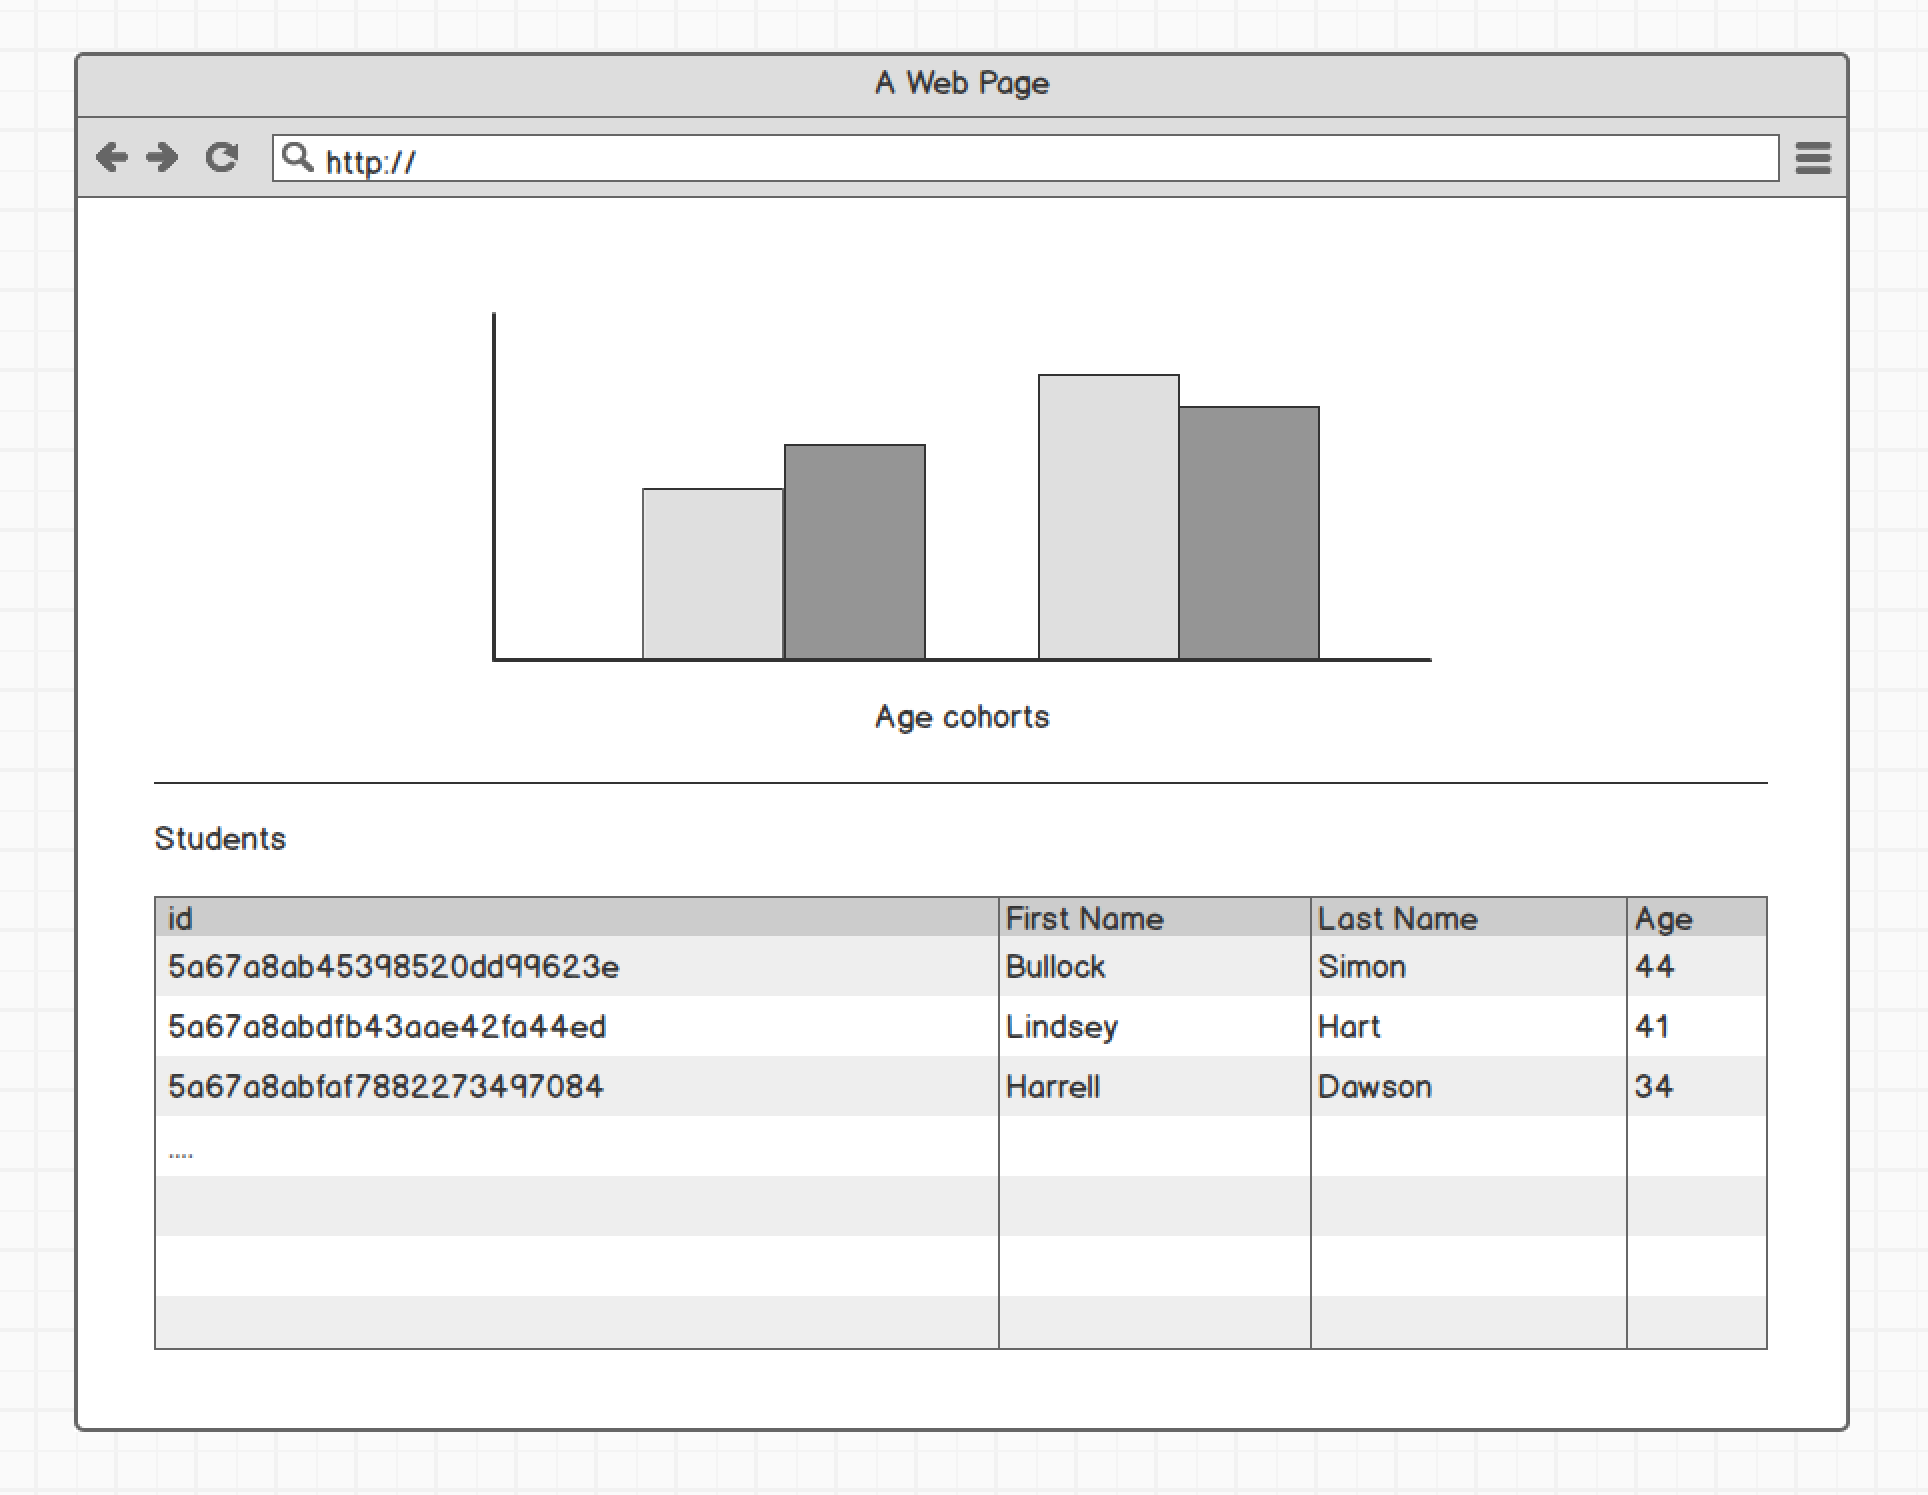 A Web Page
http://
Age cohorts
Students
id First Name Last Name Age
5a67a8ab45398520dd99623e Bullock Simon 44
5a67a8abdfb43aae42fa44ed Lindsey Hart 41
5a67a8abfaf7882273497084 Harrell Dawson 34
....